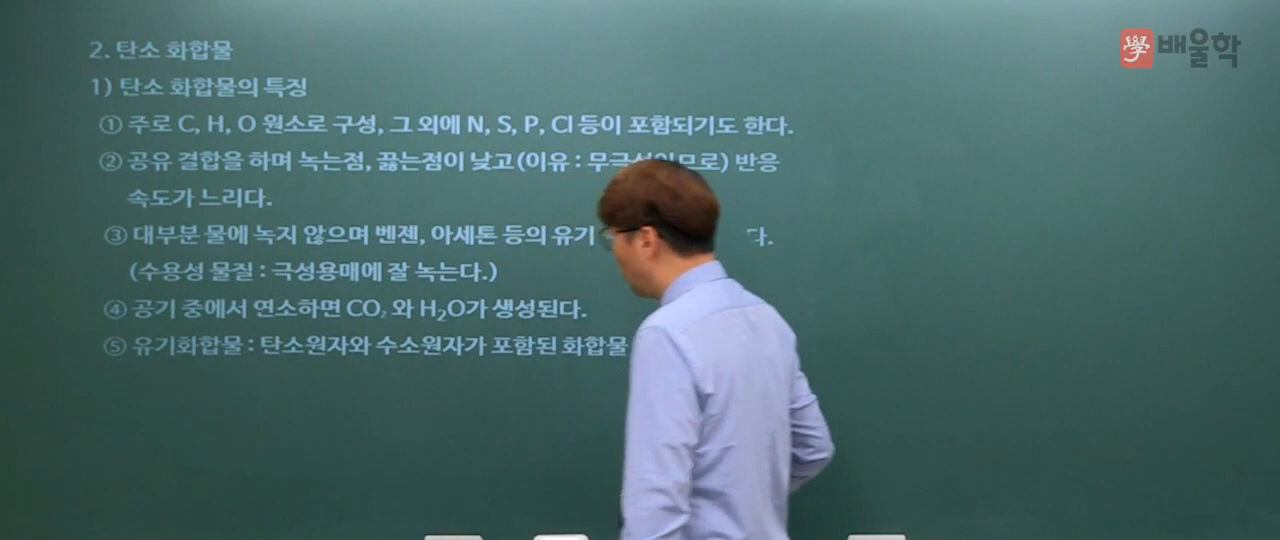 2. 탄소 화합물
1) 탄소 화합물의 특징
① 주로 C, H, O 원소로 구성, 그 외에 N, S, P, Cl 등이 포함되기도 한다.
② 공유 결합을 하며 녹는점, 끓는점이 낮고(이유 : 무극성이므로) 반응
속도가 느리다.
③ 대부분 물에 녹지 않으며 벤젠, 아세톤 등의 유기
(수용성 물질 : 극성용매에 잘 녹는다.)
④ 공기 중에서 연소하면 CO₂ 와 H₂O가 생성된다.
⑤ 유기화합물 : 탄소원자와 수소원자가 포함된 화합물
學 배울학